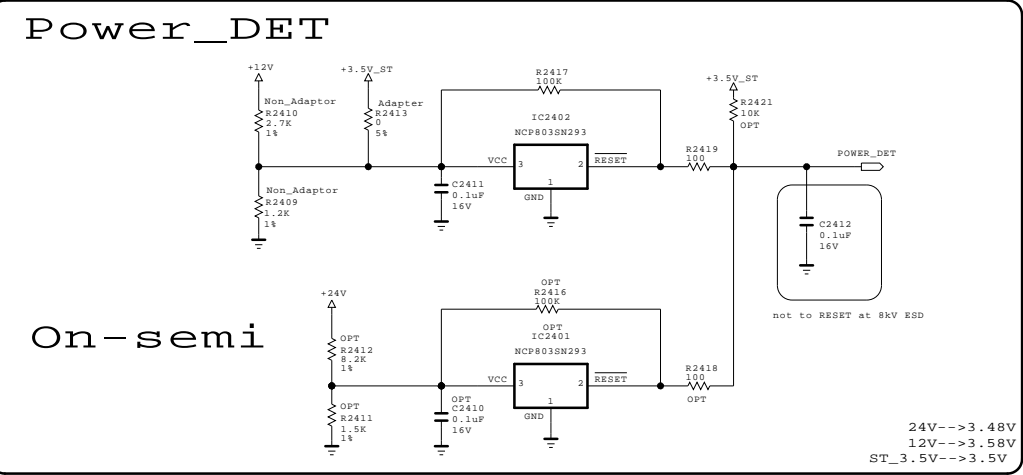 Power_DET
+12V
+3.5V_ST
R2417
100K
+3.5V_ST
Non_Adaptor
R2410
2.7K
1%
Adapter
R2413
0
5%
IC2402
NCP803SN293
R2421
10K
OPT
VCC
3
2
RESET
1
GND
R2419
100
POWER_DET
Non_Adaptor
R2409
1.2K
1%
C2411
0.1uF
16V
C2412
0.1uF
16V
not to RESET at 8kV ESD
+24V
OPT
R2416
100K
On-semi
OPT
R2412
8.2K
1%
OPT
IC2401
NCP803SN293
VCC
3
2
RESET
1
GND
R2418
100
OPT
OPT
R2411
1.5K
1%
OPT
C2410
0.1uF
16V
24V-->3.48V
12V-->3.58V
ST_3.5V-->3.5V